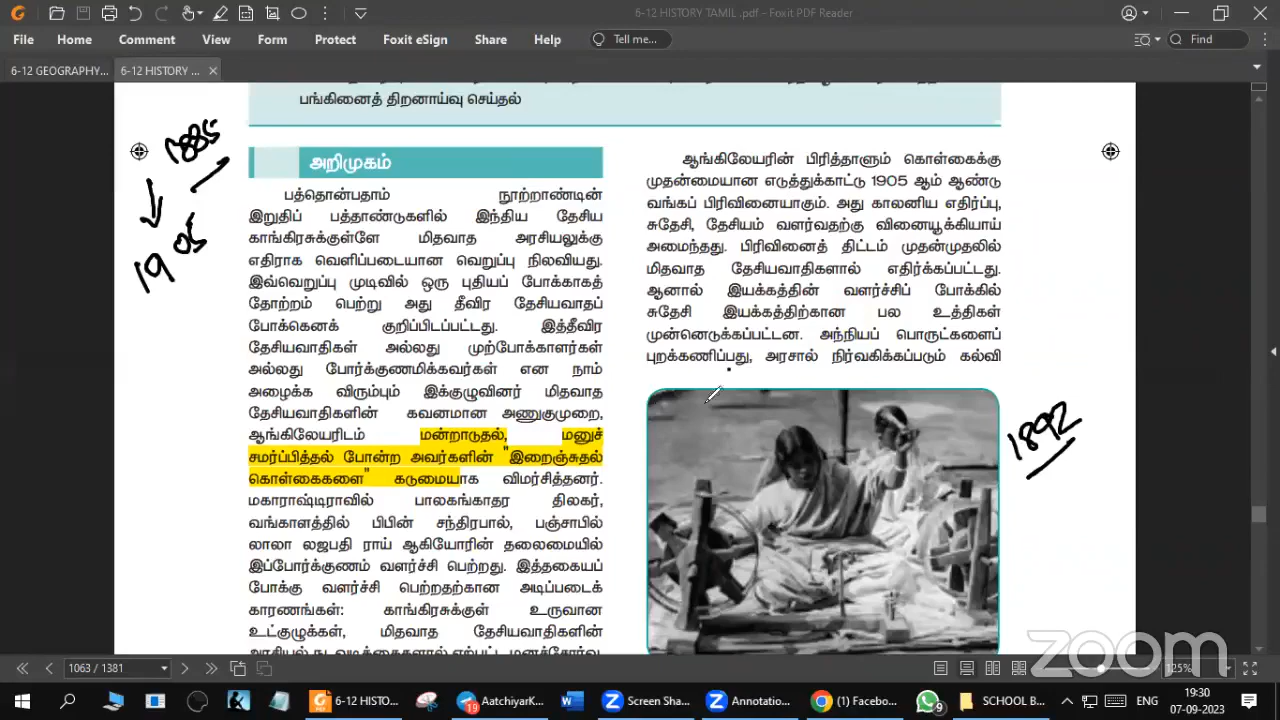 6-12 HISTORY TAMIL .pdf - Foxit PDF Reader
File Home Comment View Form Protect Foxit eSign Share Help Tell me... Find
6-12 GEOGRAPHY... 6-12 HISTORY ...
பங்கினைத் திறனாய்வு செய்தல்
1885
1905
அறிமுகம்
பத்தொன்பதாம் நூற்றாண்டின்
இறுதிப் பத்தாண்டுகளில் இந்திய தேசிய
காங்கிரசுக்குள்ளே மிதவாத அரசியலுக்கு
எதிராக வெளிப்படையான வெறுப்பு நிலவியது.
இவ்வெறுப்பு முடிவில் ஒரு புதியப் போக்காகத்
தோற்றம் பெற்று அது தீவிர தேசியவாதப்
போக்கெனக் குறிப்பிடப்பட்டது. இத்தீவிர
தேசியவாதிகள் அல்லது முற்போக்காளர்கள்
அல்லது போர்க்குணமிக்கவர்கள் என நாம்
அழைக்க விரும்பும் இக்குழுவினர் மிதவாத
தேசியவாதிகளின் கவனமான அணுகுமுறை,
ஆங்கிலேயரிடம் மன்றாடுதல், மனுச்
சமர்ப்பித்தல் போன்ற அவர்களின் "இறைஞ்சுதல்
கொள்கைகளை" கடுமையாக விமர்சித்தனர்.
மகாராஷ்டிராவில் பாலகங்காதர திலகர்,
வங்காளத்தில் பிபின் சந்திரபால், பஞ்சாபில்
லாலா லஜபதி ராய் ஆகியோரின் தலைமையில்
இப்போர்க்குணம் வளர்ச்சி பெற்றது. இத்தகையப்
போக்கு வளர்ச்சி பெற்றதற்கான அடிப்படைக்
காரணங்கள்: காங்கிரசுக்குள் உருவான
உட்குழுக்கள், மிதவாத தேசியவாதிகளின்
ஆங்கிலேயரின் பிரித்தாளும் கொள்கைக்கு
முதன்மையான எடுத்துக்காட்டு 1905 ஆம் ஆண்டு
வங்கப் பிரிவினையாகும். அது காலனிய எதிர்ப்பு,
சுதேசி, தேசியம் வளர்வதற்கு வினையூக்கியாய்
அமைந்தது. பிரிவினைத் திட்டம் முதன்முதலில்
மிதவாத தேசியவாதிகளால் எதிர்க்கப்பட்டது.
ஆனால் இயக்கத்தின் வளர்ச்சிப் போக்கில்
சுதேசி இயக்கத்திற்கான பல உத்திகள்
முன்னெடுக்கப்பட்டன. அந்நியப் பொருட்களைப்
புறக்கணிப்பது, அரசால் நிர்வகிக்கப்படும் கல்வி
1892
zoom
1063 / 1381 125%
6-12 HISTO... 19 AatchiyarK... Screen Sha... Annotatio... (1) Facebo... 9 SCHOOL B... ENG 19:30
07-09-2023